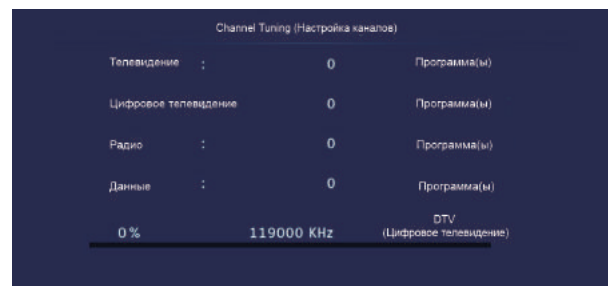 Channel Tuning (Настройка каналов)
Телевидение : 0 Программа(ы)
Цифровое телевидение 0 Программа(ы)
Радио : 0 Программа(ы)
Данные : 0 Программа(ы)
0% 119000 KHz DTV
(Цифровое телевидение)